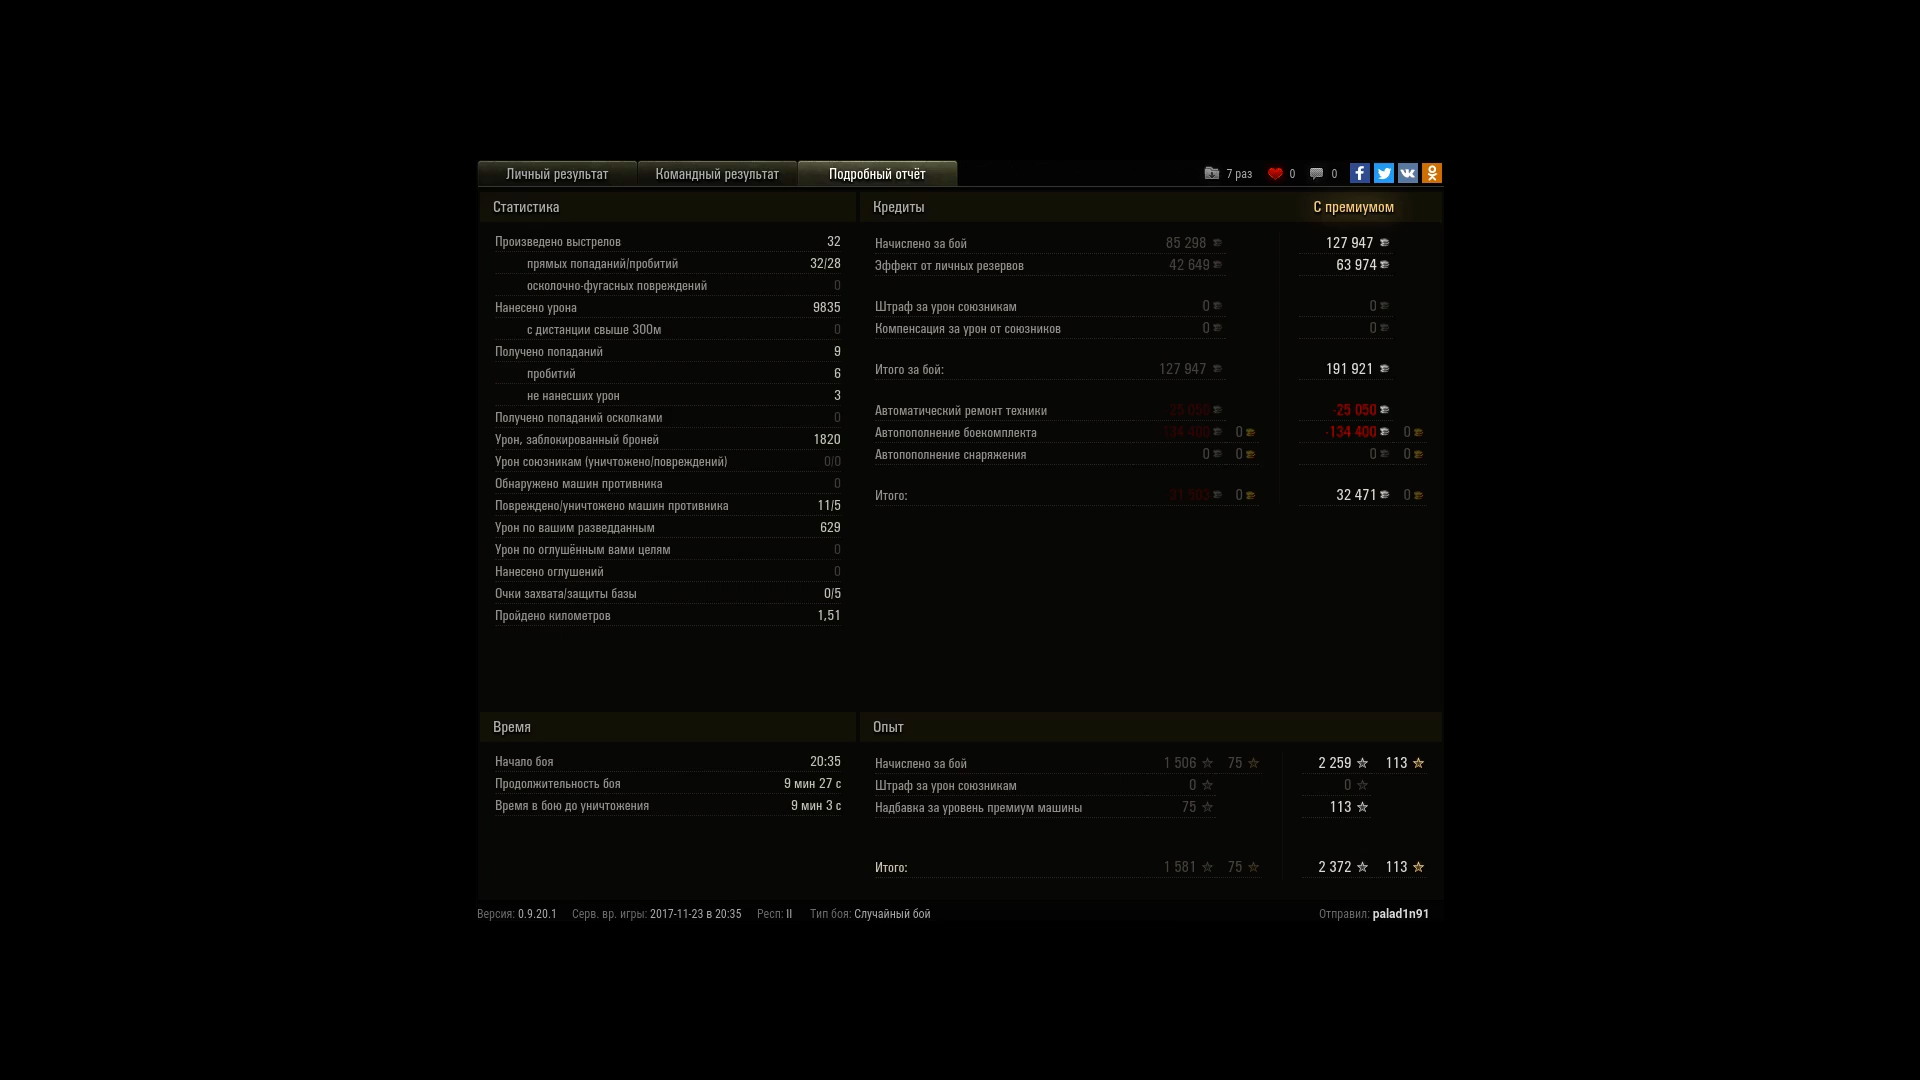 Личный результат Командный результат Подробный отчёт 7 раз 0 0
Статистика
Произведено выстрелов 32
прямых попаданий/пробитий 32/28
осколочно-фугасных повреждений 0
Нанесено урона 9835
с дистанции свыше 300м 0
Получено попаданий 9
пробитий 6
не нанесших урон 3
Получено попаданий осколками 0
Урон, заблокированный броней 1820
Урон союзникам (уничтожено/повреждений) 0/0
Обнаружено машин противника 0
Повреждено/уничтожено машин противника 11/5
Урон по вашим разведданным 629
Урон по оглушённым вами целям 0
Нанесено оглушений 0
Очки захвата/защиты базы 0/5
Пройдено километров 1,51
Кредиты С премиумом
Начислено за бой 85 298 127 947
Эффект от личных резервов 42 649 63 974
Штраф за урон союзникам 0 0
Компенсация за урон от союзников 0 0
Итого за бой: 127 947 191 921
Автоматический ремонт техники -25 050 -25 050
Автопополнение боекомплекта -134 400 0 -134 400 0
Автопополнение снаряжения 0 0 0 0
Итого: -31 503 0 32 471 0
Время
Начало боя 20:35
Продолжительность боя 9 мин 27 с
Время в бою до уничтожения 9 мин 3 с
Опыт
Начислено за бой 1 506 75 2 259 113
Штраф за урон союзникам 0 0
Надбавка за уровень премиум машины 75 113
Итого: 1 581 75 2 372 113
Версия: 0.9.20.1 Серв. вр. игры: 2017-11-23 в 20:35 Респ: II Тип боя: Случайный бой Отправил: palad1n91